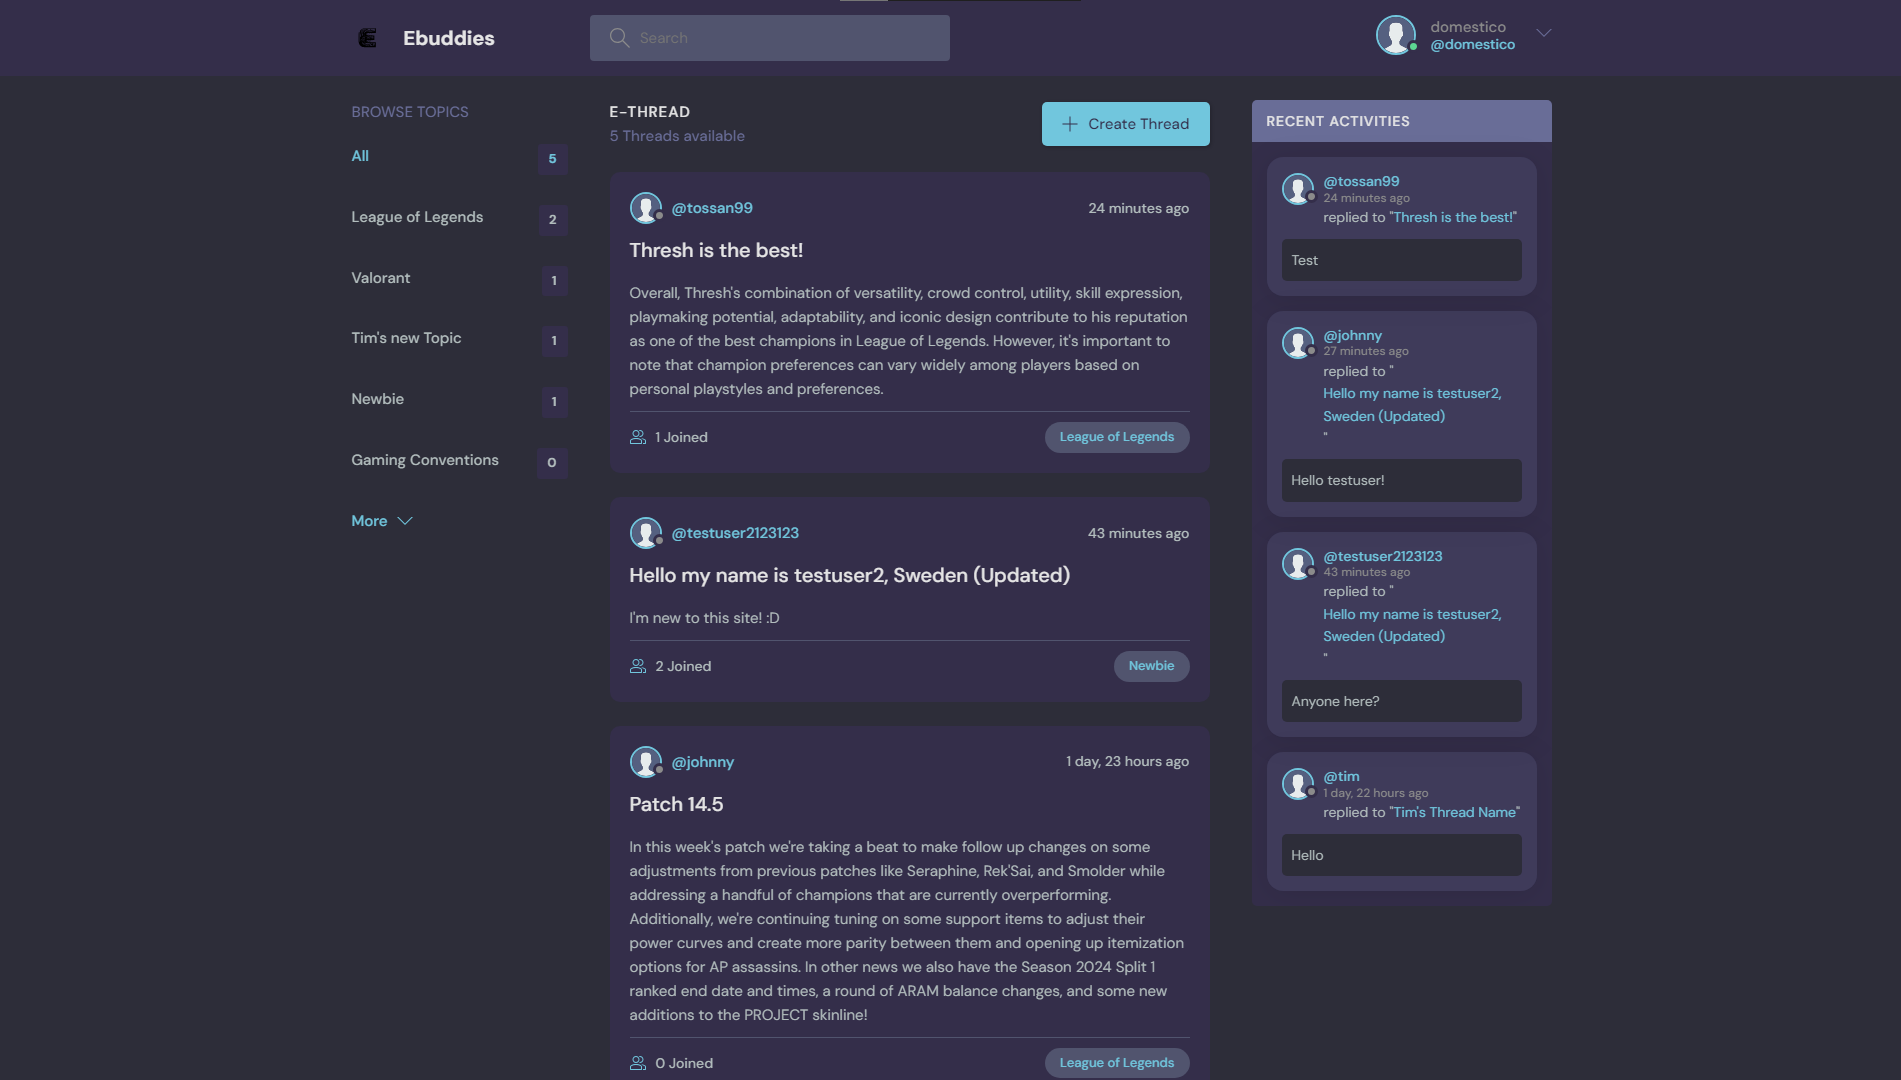 Ebuddies
Search
domestico
@domestico
BROWSE TOPICS
All
5
League of Legends
2
Valorant
1
Tim's new Topic
1
Newbie
1
Gaming Conventions
0
More
E-THREAD
5 Threads available
Create Thread
@tossan99
24 minutes ago
Thresh is the best!
Overall, Thresh's combination of versatility, crowd control, utility, skill expression,
playmaking potential, adaptability, and iconic design contribute to his reputation
as one of the best champions in League of Legends. However, it's important to
note that champion preferences can vary widely among players based on
personal playstyles and preferences.
1 Joined
League of Legends
@testuser2123123
43 minutes ago
Hello my name is testuser2, Sweden (Updated)
I'm new to this site! :D
2 Joined
Newbie
@johnny
1 day, 23 hours ago
Patch 14.5
In this week's patch we're taking a beat to make follow up changes on some
adjustments from previous patches like Seraphine, Rek'Sai, and Smolder while
addressing a handful of champions that are currently overperforming.
Additionally, we're continuing tuning on some support items to adjust their
power curves and create more parity between them and opening up itemization
options for AP assassins. In other news we also have the Season 2024 Split 1
ranked end date and times, a round of ARAM balance changes, and some new
additions to the PROJECT skinline!
0 Joined
League of Legends
RECENT ACTIVITIES
@tossan99
24 minutes ago
replied to "Thresh is the best!"
Test
@johnny
27 minutes ago
replied to "
Hello my name is testuser2,
Sweden (Updated)
"
Hello testuser!
@testuser2123123
43 minutes ago
replied to "
Hello my name is testuser2,
Sweden (Updated)
"
Anyone here?
@tim
1 day, 22 hours ago
replied to "Tim's Thread Name"
Hello